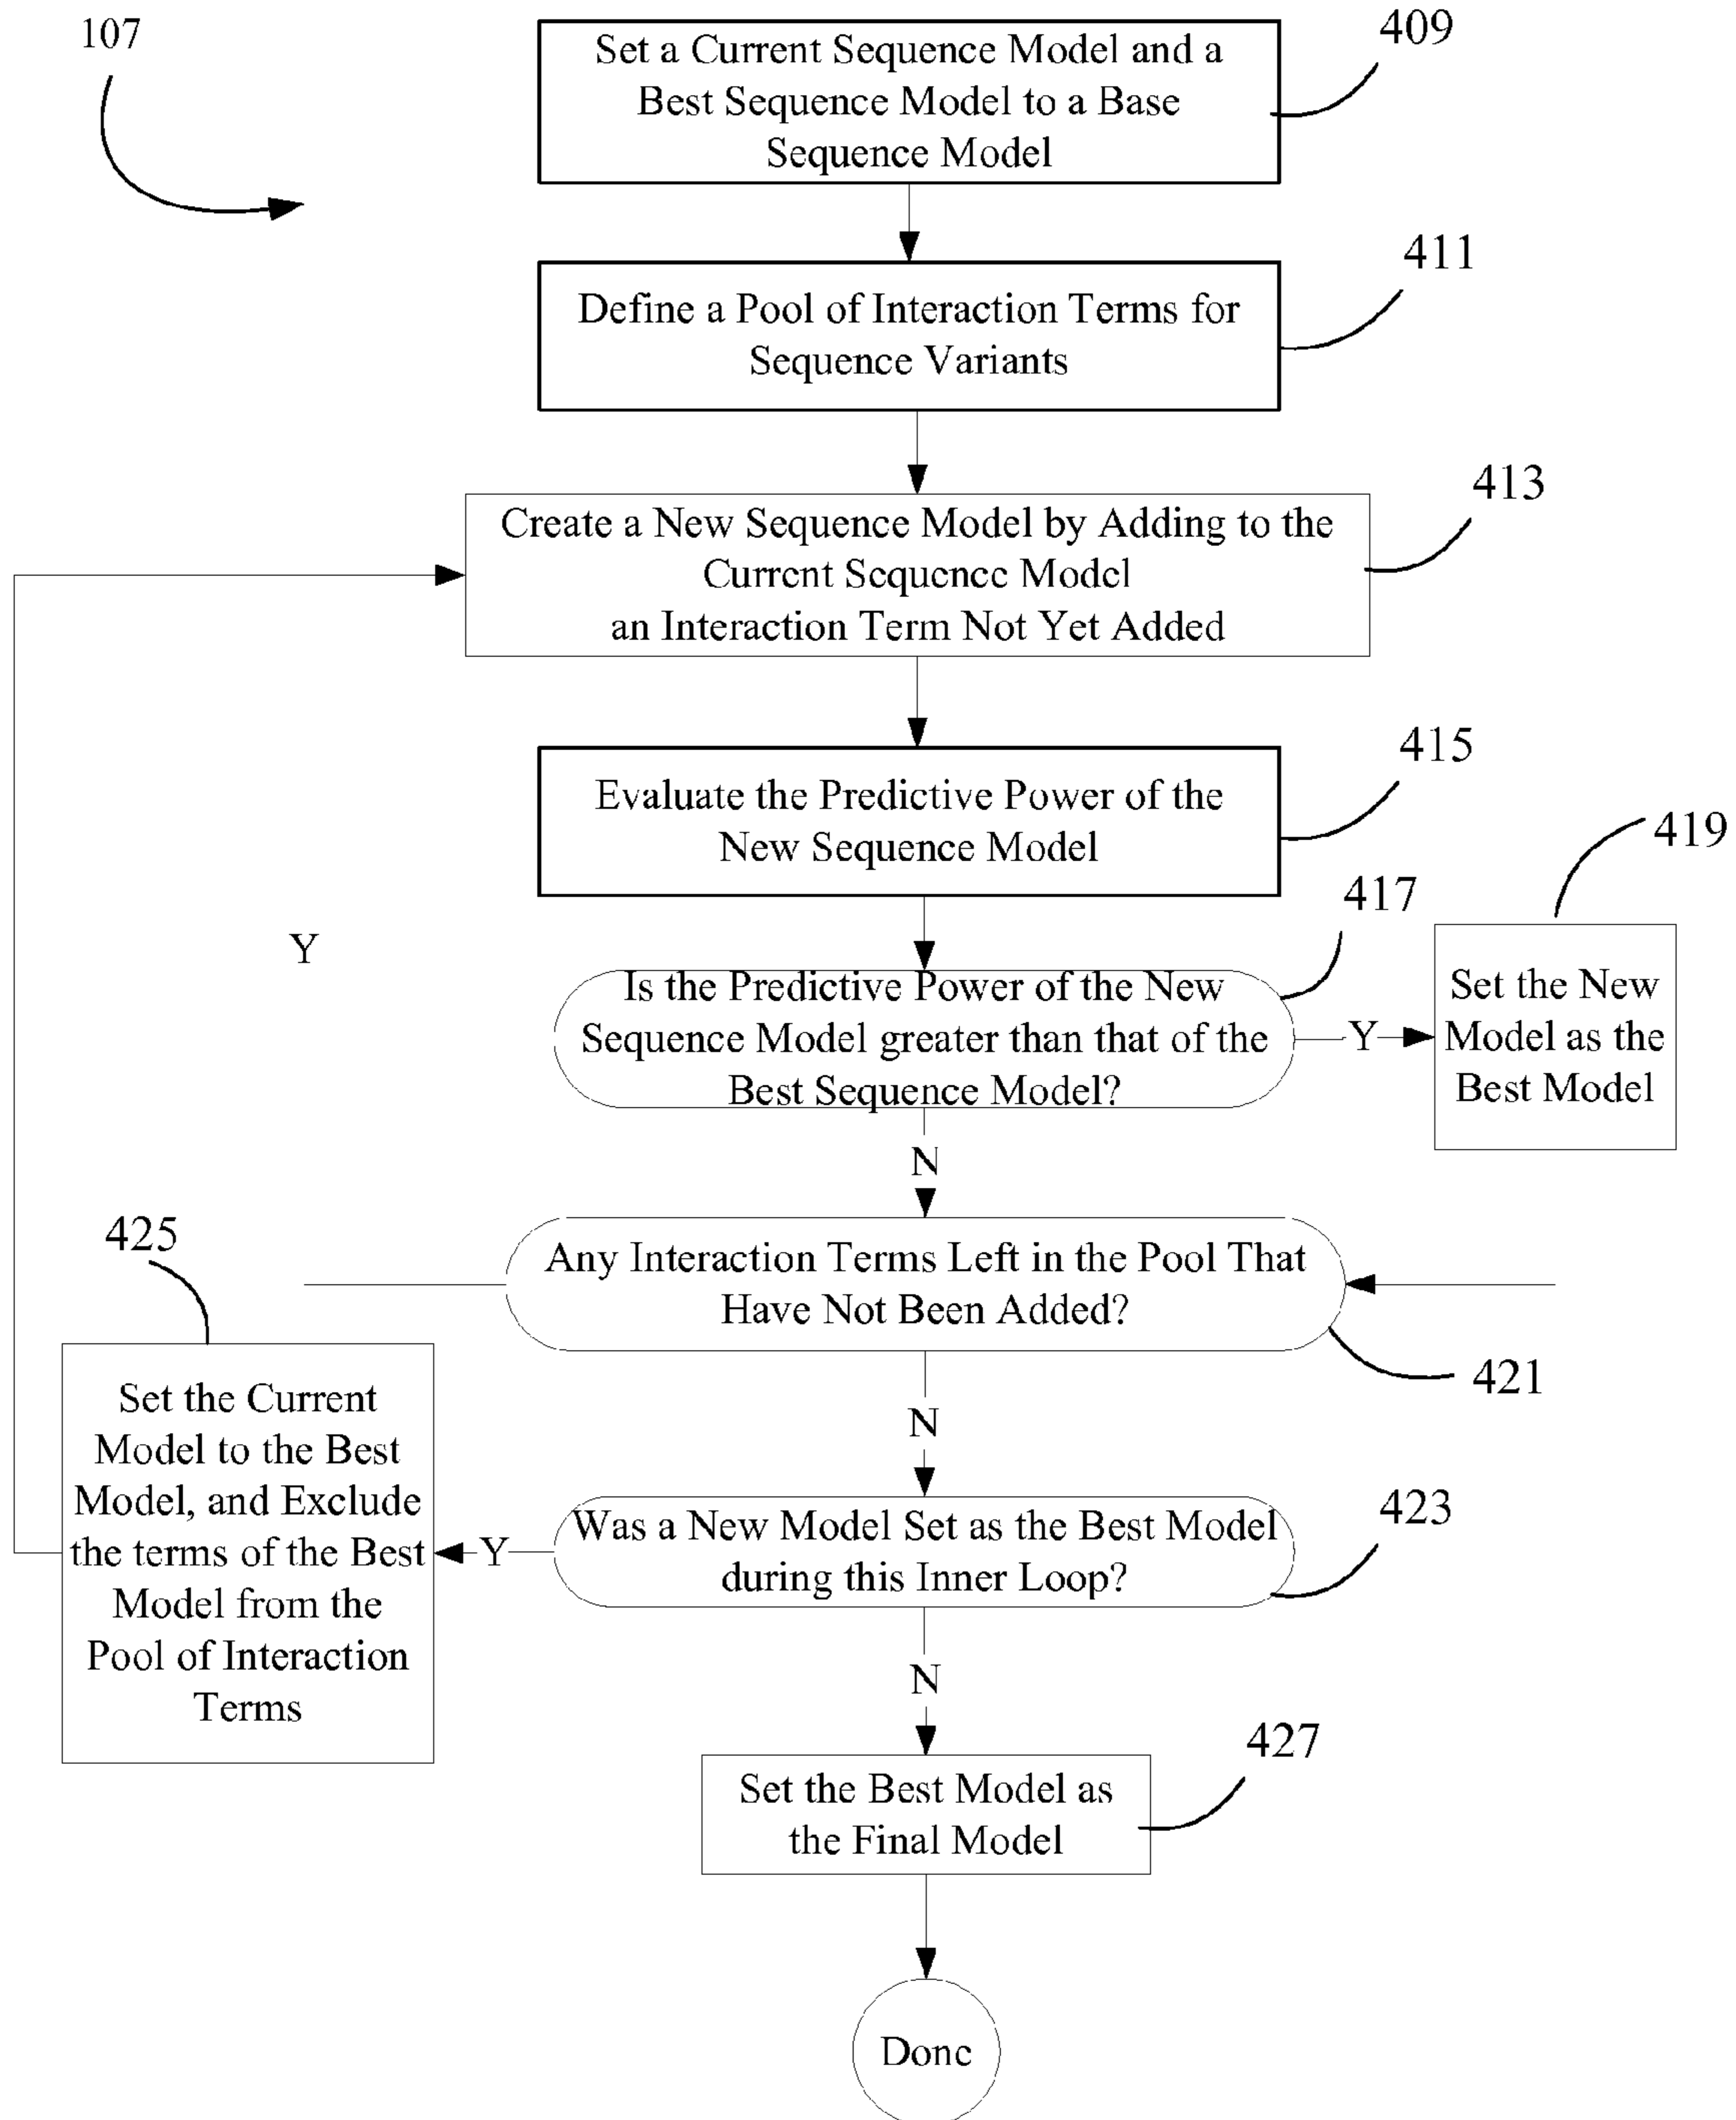 107
Set a Current Sequence Model and a
Best Sequence Model to a Base
Sequence Model
409
Define a Pool of Interaction Terms for
Sequence Variants
411
Create a New Sequence Model by Adding to the
Current Sequence Model
an Interaction Term Not Yet Added
413
Evaluate the Predictive Power of the
New Sequence Model
415
Is the Predictive Power of the New
Sequence Model greater than that of the
Best Sequence Model?
417
Y
Set the New
Model as the
Best Model
419
Y
N
Any Interaction Terms Left in the Pool That
Have Not Been Added?
421
N
Was a New Model Set as the Best Model
during this Inner Loop?
423
Y
425
Set the Current
Model to the Best
Model, and Exclude
the terms of the Best
Model from the
Pool of Interaction
Terms
N
Set the Best Model as
the Final Model
427
Done